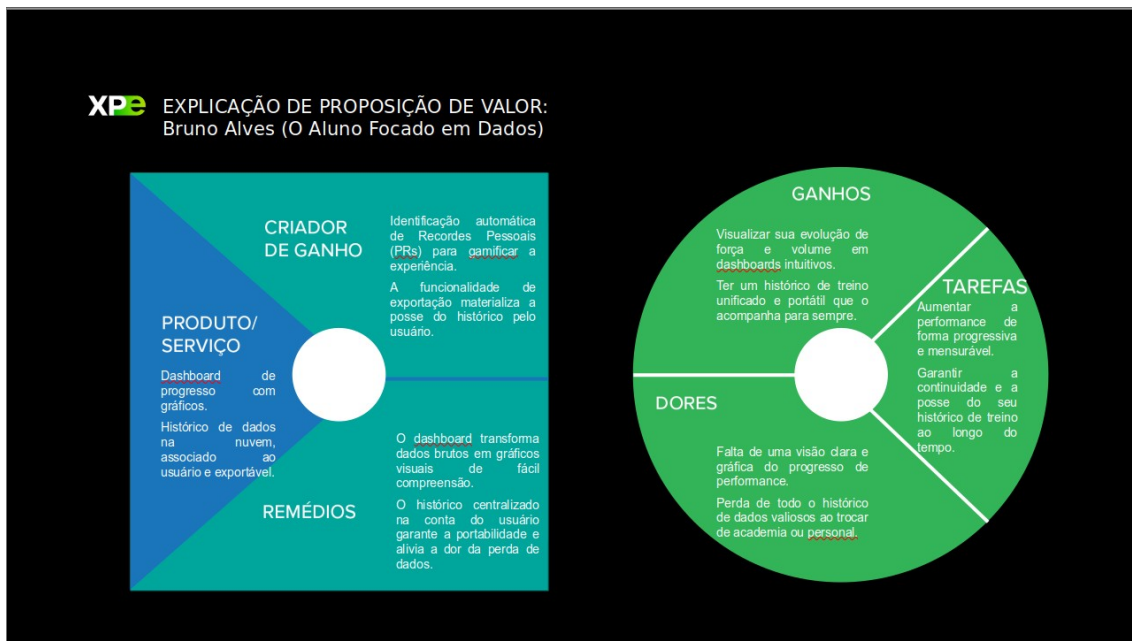 XPe
EXPLICAÇÃO DE PROPOSIÇÃO DE VALOR:
Bruno Alves (O Aluno Focado em Dados)
CRIADOR
DE GANHO
Identificação automática
de Recordes Pessoais
(PRs) para gamificar a
experiência.
A funcionalidade de
exportação materializa a
posse do histórico pelo
usuário.
PRODUTO/
SERVIÇO
Dashboard de
progresso com
gráficos.
Histórico de dados
na nuvem,
associado ao
usuário e exportável.
REMÉDIOS
O dashboard transforma
dados brutos em gráficos
visuais de fácil
compreensão.
O histórico centralizado
na conta do usuário
garante a portabilidade e
alivia a dor da perda de
dados.
GANHOS
Visualizar sua evolução de
força e volume em
dashboards intuitivos.
Ter um histórico de treino
unificado e portátil que o
acompanha para sempre.
TAREFAS
Aumentar a
performance de
forma progressiva
e mensurável.
Garantir a
continuidade e a
posse do seu
histórico de treino
ao longo do
tempo.
DORES
Falta de uma visão clara e
gráfica do progresso de
performance.
Perda de todo o histórico
de dados valiosos ao trocar
de academia ou personal.